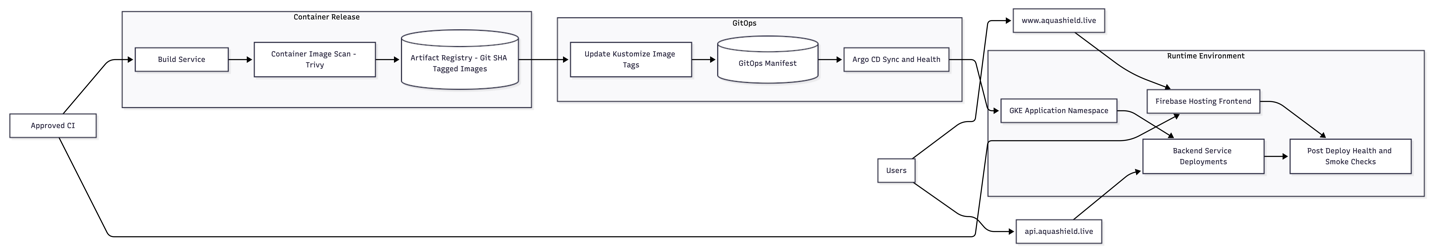 Approved CI
Container Release
Build Service
Container Image Scan -
Trivy
Artifact Registry - Git SHA
Tagged Images
GitOps
Update Kustomize Image
Tags
GitOps Manifest
Argo CD Sync and Health
Users
www.aquashield.live
api.aquashield.live
Runtime Environment
GKE Application Namespace
Firebase Hosting Frontend
Backend Service
Deployments
Post Deploy Health and
Smoke Checks